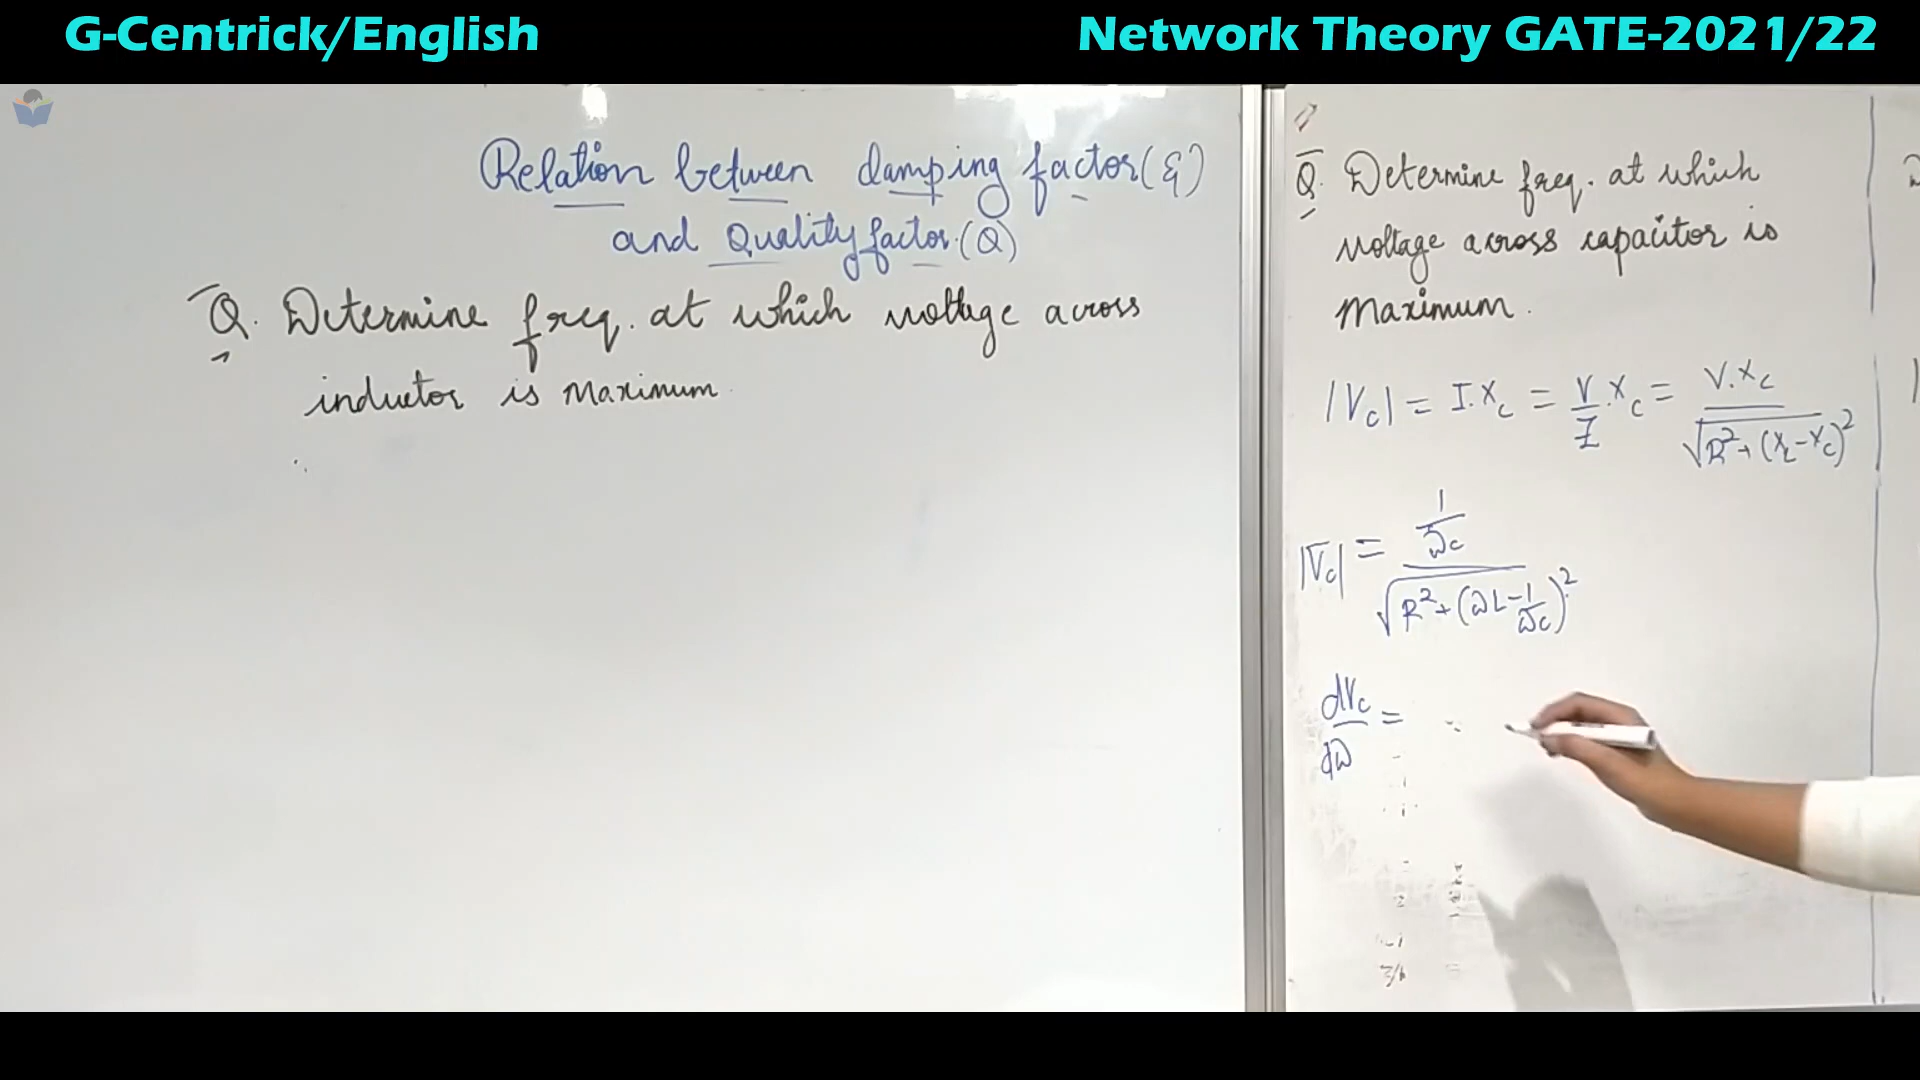 G-Centrick/English
Network Theory GATE-2021/22
Relation between damping factor(ξ)
and Quality factor.(Q)
Q. Determine freq. at which voltage across
inductor is maximum.
Q. Determine freq. at which
voltage across capacitor is
maximum.
|Vc| = I.Xc = V/Z .Xc = V.Xc / √R²+(XL-Xc)²
|Vc| = 1/ωc / √R²+(ωL-1/ωc)²
dVc/dω =